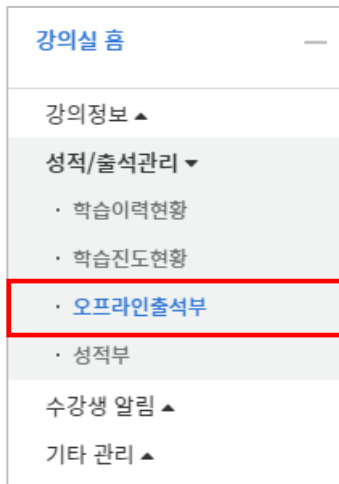 강의실 홈 —
강의정보 ▲
성적/출석관리 ▼
· 학습이력현황
· 학습진도현황
· 오프라인출석부
· 성적부
수강생 알림 ▲
기타 관리 ▲